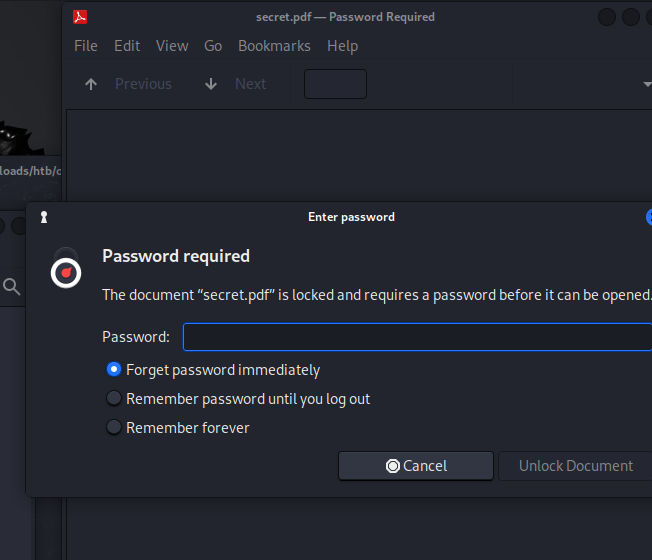 secret.pdf — Password Required
File Edit View Go Bookmarks Help
Previous Next
loads/htb/
Enter password
Password required
The document “secret.pdf” is locked and requires a password before it can be opened.
Password:
Forget password immediately
Remember password until you log out
Remember forever
Cancel Unlock Document